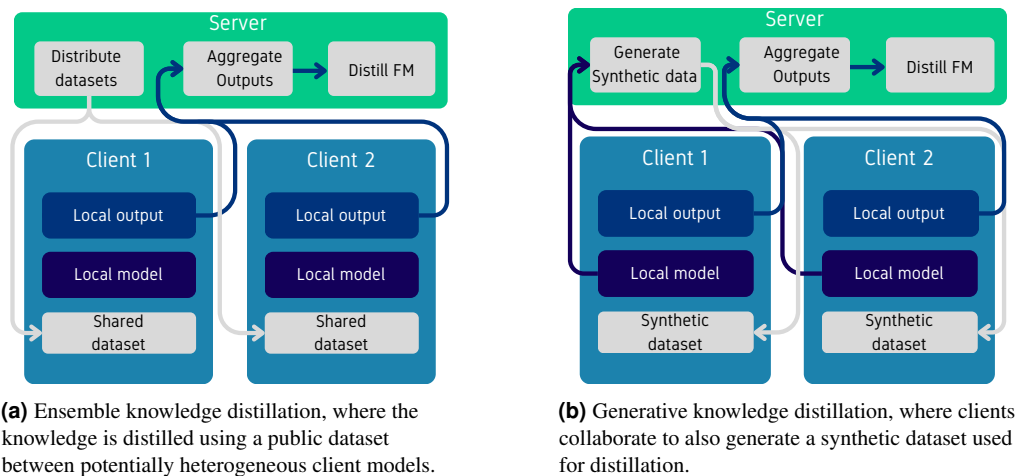 Server
Distribute
datasets
Aggregate
Outputs
Distill FM
Client 1
Local output
Local model
Shared
dataset
Client 2
Local output
Local model
Shared
dataset
(a) Ensemble knowledge distillation, where the
knowledge is distilled using a public dataset
between potentially heterogeneous client models.
Server
Generate
Synthetic data
Aggregate
Outputs
Distill FM
Client 1
Local output
Local model
Synthetic
dataset
Client 2
Local output
Local model
Synthetic
dataset
(b) Generative knowledge distillation, where clients
collaborate to also generate a synthetic dataset used
for distillation.